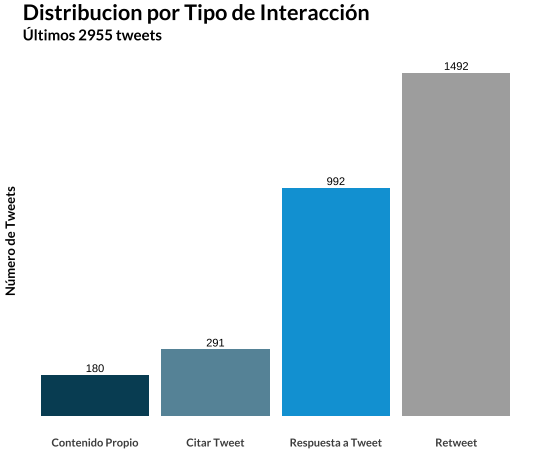 Distribucion por Tipo de Interacción
Últimos 2955 tweets
Número de Tweets
180
291
992
1492
Contenido Propio
Citar Tweet
Respuesta a Tweet
Retweet